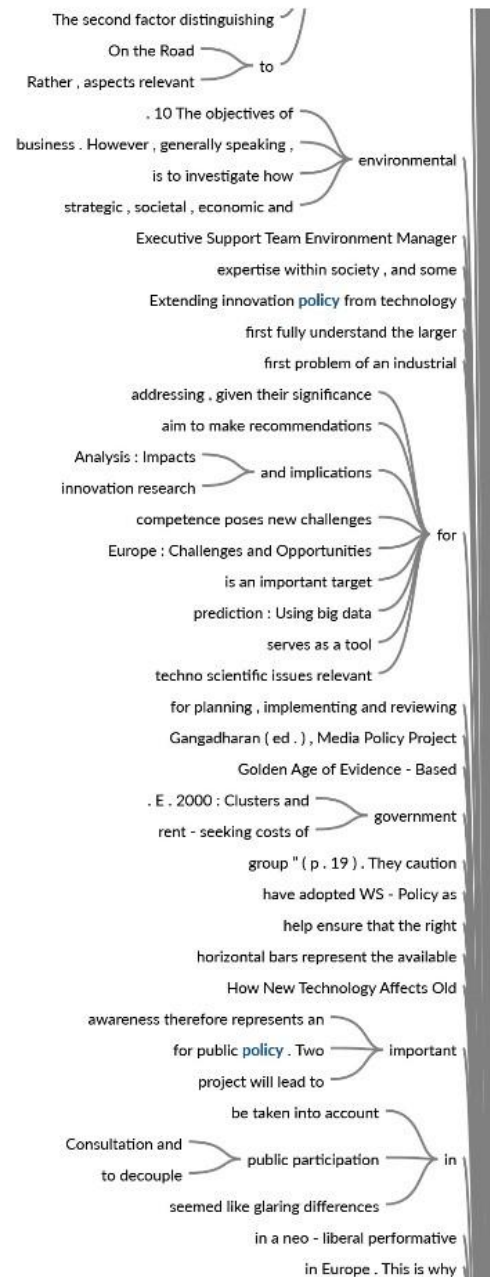 The second factor distinguishing
On the Road
to
Rather , aspects relevant
. 10 The objectives of
business . However , generally speaking ,
environmental
is to investigate how
strategic , societal , economic and
Executive Support Team Environment Manager
expertise within society , and some
Extending innovation policy from technology
first fully understand the larger
first problem of an industrial
addressing , given their significance
aim to make recommendations
Analysis : Impacts
and implications
innovation research
competence poses new challenges
for
Europe : Challenges and Opportunities
is an important target
prediction : Using big data
serves as a tool
techno scientific issues relevant
for planning , implementing and reviewing
Gangadharan ( ed . ) , Media Policy Project
Golden Age of Evidence - Based
. E . 2000 : Clusters and
government
rent - seeking costs of
group " ( p . 19 ) . They caution
have adopted WS - Policy as
help ensure that the right
horizontal bars represent the available
How New Technology Affects Old
awareness therefore represents an
for public policy . Two
important
project will lead to
be taken into account
Consultation and
public participation
in
to decouple
seemed like glaring differences
in a neo - liberal performative
in Europe . This is why